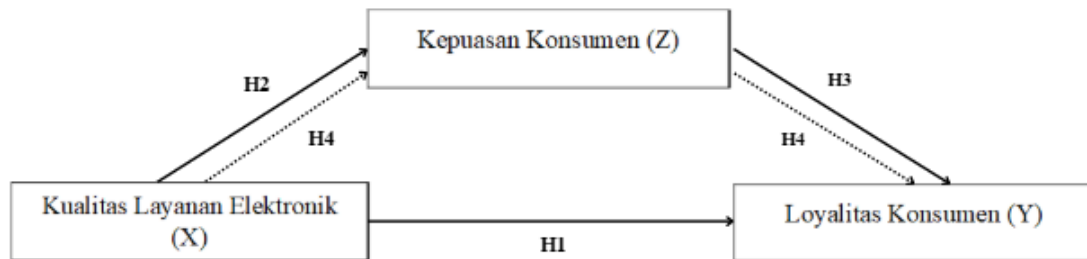 Kepuasan Konsumen (Z)
H2
H3
H4
H4
Kualitas Layanan Elektronik
(X)
Loyalitas Konsumen (Y)
H1